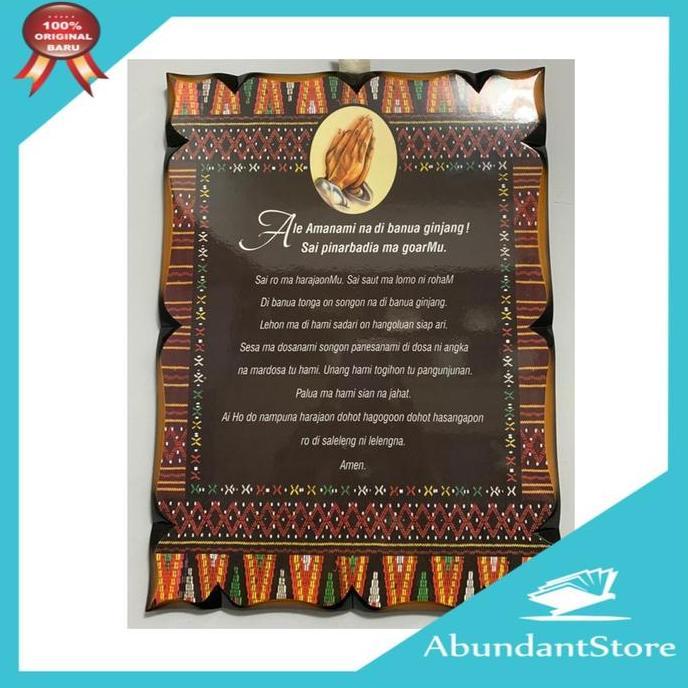 100%
ORIGINAL
BARU
Ale Amanami na di banua ginjang!
Sai pinarbadia ma goarMu.
Sai ro ma harajaonMu. Sai saut ma lomo ni rohaM
Di banua tonga on songon na di banua ginjang.
Lehon ma di hami sadari on hangoluan siap ari.
Sesa ma dosanami songon panesanami di dosi ni angka
na mardosa tu hami. Unang hami togihon tu pangunjunan.
Palua ma hami sian na jahat.
Ai Ho do nampuna harajaon dohot hagogoon dohot hasangapon
ro di saleleng ni lelengna.
Amen.
AbundantStore